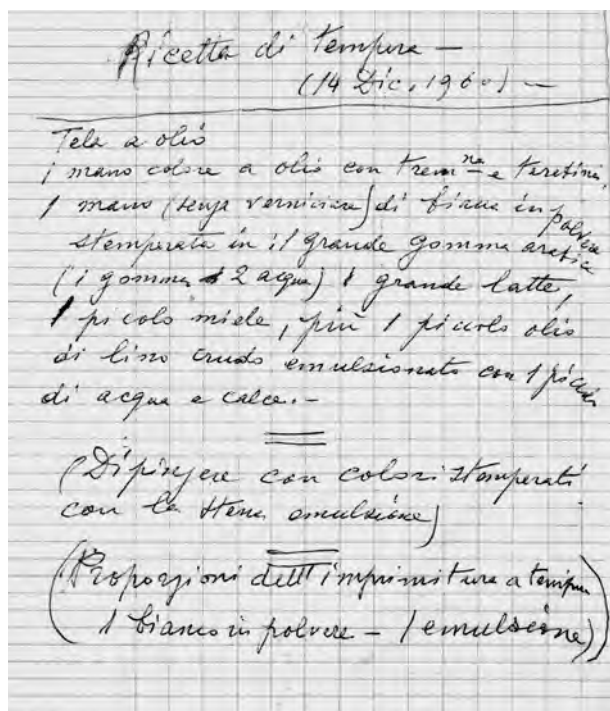 Ricetta di tempera —
(14 Dic. 1960) —
Tela a olio
1 mano colore a olio con trem^na e
1 mano (senza verniciare) di bianco in polvere
stemperata in : 1 grande gomma arabica
(1 gomma 2 acqua) 1 grande latte,
1 piccolo miele, più 1 piccolo olio
di lino crudo emulsionato con 1 piccolo
di acqua e calce. —
(Dipingere con colori stemperati
con la stessa emulsione)
(Proporzioni dell'imprimitura a tempera
1 bianco in polvere — 1 emulsione)